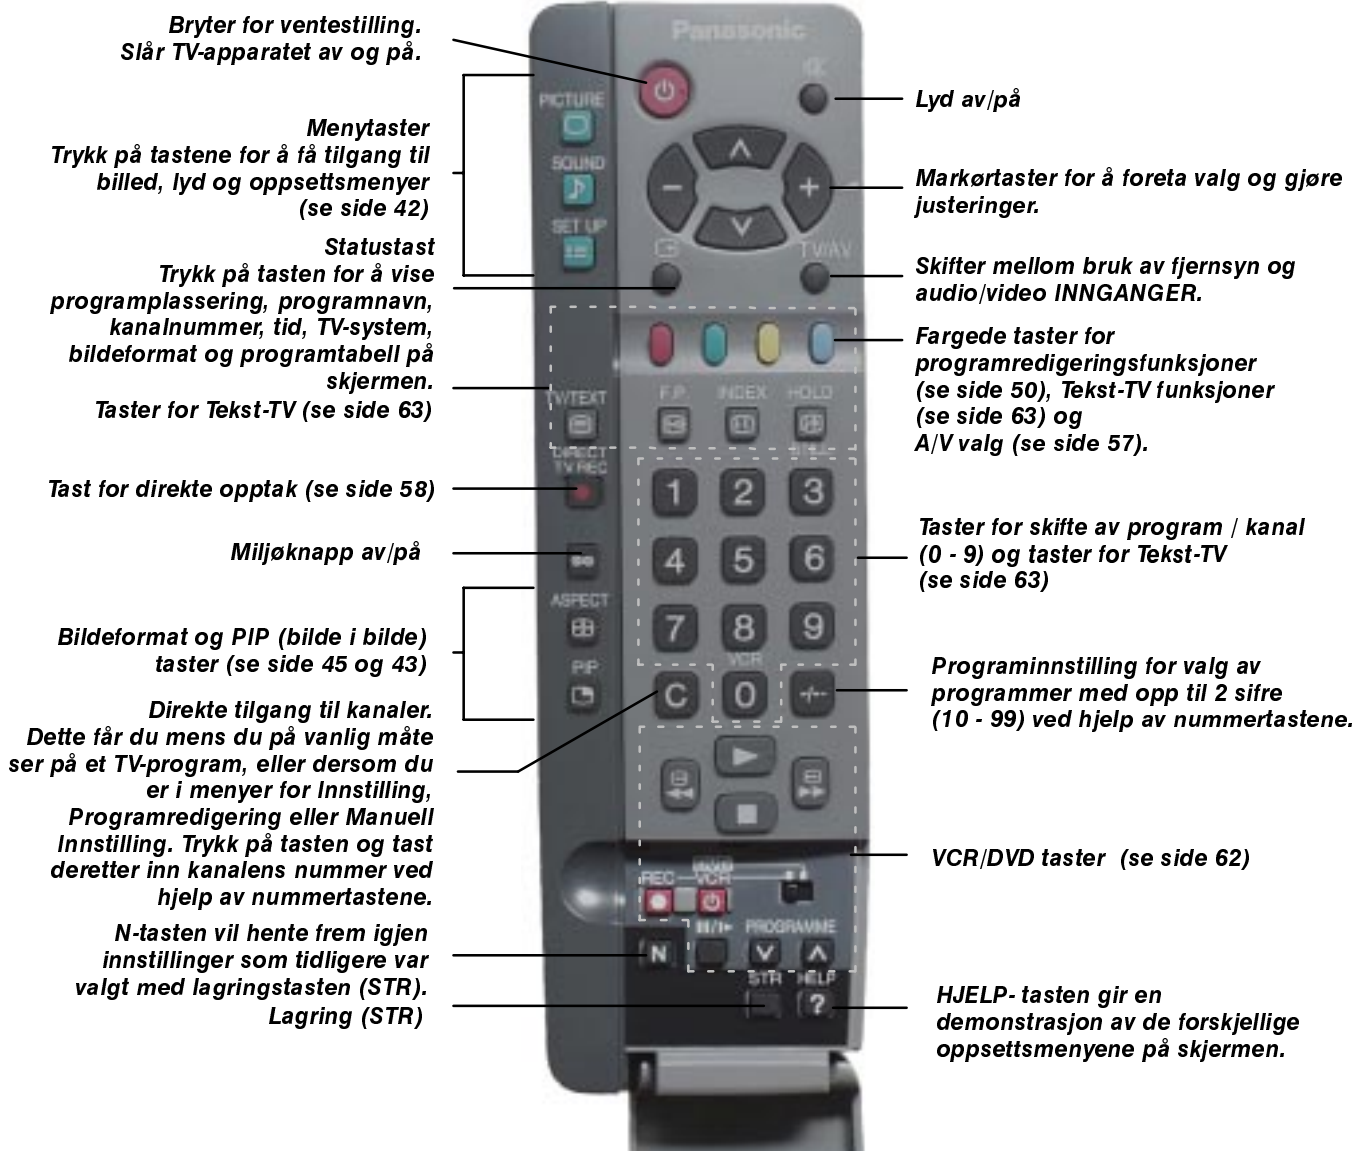 Bryter for ventestilling.
Slår TV-apparatet av og på.
Menytaster
Trykk på tastene for å få tilgang til
billed, lyd og oppsettsmenyer
(se side 42)
Statustast
Trykk på tasten for å vise
programplassering, programnavn,
kanalnummer, tid, TV-system,
bildeformat og programtabell på
skjermen.
Taster for Tekst-TV (se side 63)
Tast for direkte opptak (se side 58)
Miljøknapp av/på
Bildeformat og PIP (bilde i bilde)
taster (se side 45 og 43)
Direkte tilgang til kanaler.
Dette får du mens du på vanlig måte
ser på et TV-program, eller dersom du
er i menyer for Innstilling,
Programredigering eller Manuell
Innstilling. Trykk på tasten og tast
deretter inn kanalens nummer ved
hjelp av nummertastene.
N-tasten vil hente frem igjen
innstillinger som tidligere var
valgt med lagringstasten (STR).
Lagring (STR)
Panasonic
PICTURE
SOUND
SET UP
TV/AV
TV/TEXT
F.P.
INDEX
HOLD
DIRECT
TV REC
STILL
1 2 3
4 5 6
ASPECT
7 8 9
VCR
PIP
C 0 -/--
REC
VCR
PROGRAMME
N
STR
HELP
?
Lyd av/på
Markørtaster for å foreta valg og gjøre
justeringer.
Skifter mellom bruk av fjernsyn og
audio/video INNGANGER.
Fargede taster for
programredigeringsfunksjoner
(se side 50), Tekst-TV funksjoner
(se side 63) og
A/V valg (se side 57).
Taster for skifte av program / kanal
(0 - 9) og taster for Tekst-TV
(se side 63)
Programinnstilling for valg av
programmer med opp til 2 sifre
(10 - 99) ved hjelp av nummertastene.
VCR/DVD taster (se side 62)
HJELP- tasten gir en
demonstrasjon av de forskjellige
oppsettsmenyene på skjermen.